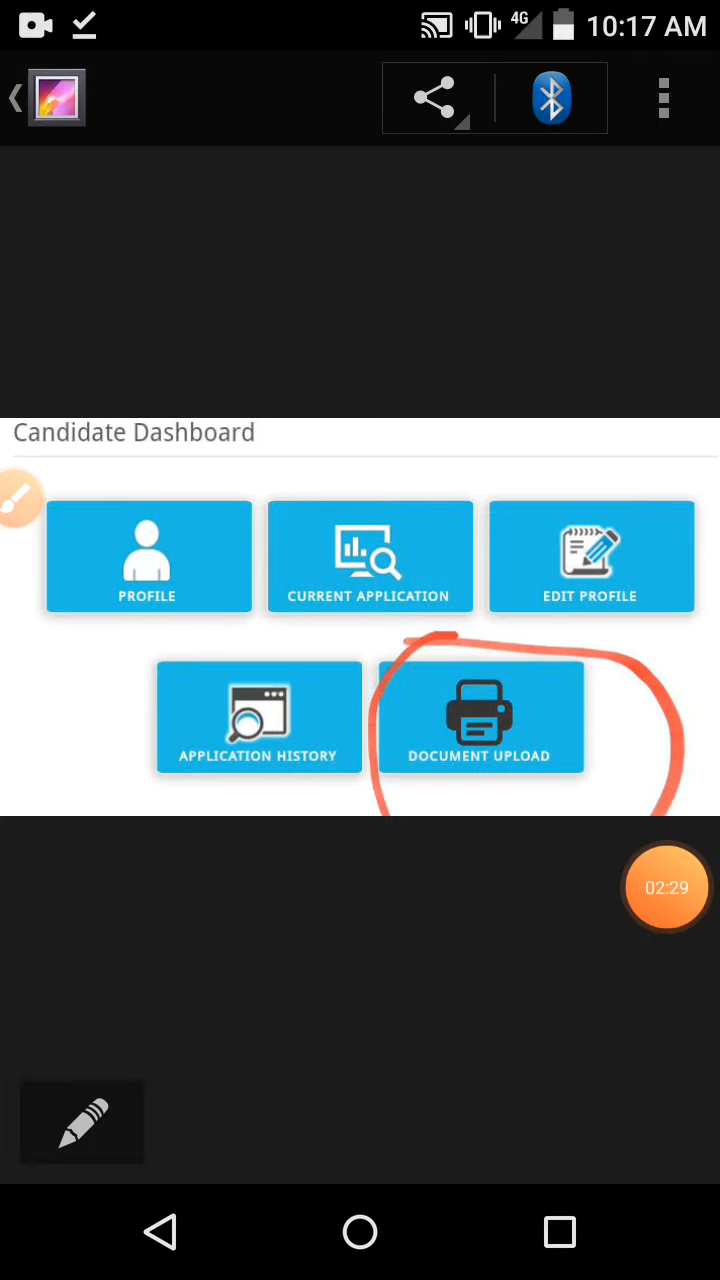 4G 10:17 AM
Candidate Dashboard
PROFILE
CURRENT APPLICATION
EDIT PROFILE
APPLICATION HISTORY
DOCUMENT UPLOAD
02:29